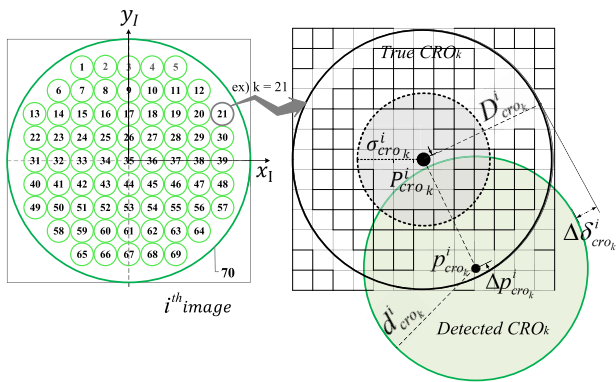 y_I
1 2 3 4 5
6 7 8 9 10 11 12
13 14 15 16 17 18 19 20 21
22 23 24 25 26 27 28 29 30
31 32 33 34 35 36 37 38 39
x_I
40 41 42 43 44 45 46 47 48
49 50 51 52 53 54 55 56 57
58 59 60 61 62 63 64
65 66 67 68 69
70
i^th image
ex) k = 21
True CRO_k
D^i_cro_k
σ^i_cro_k
P^i_cro_k
Δδ^i_cro_k
p^i_cro_k
Δp^i_cro_k
d^i_cro_k
Detected CRO_k